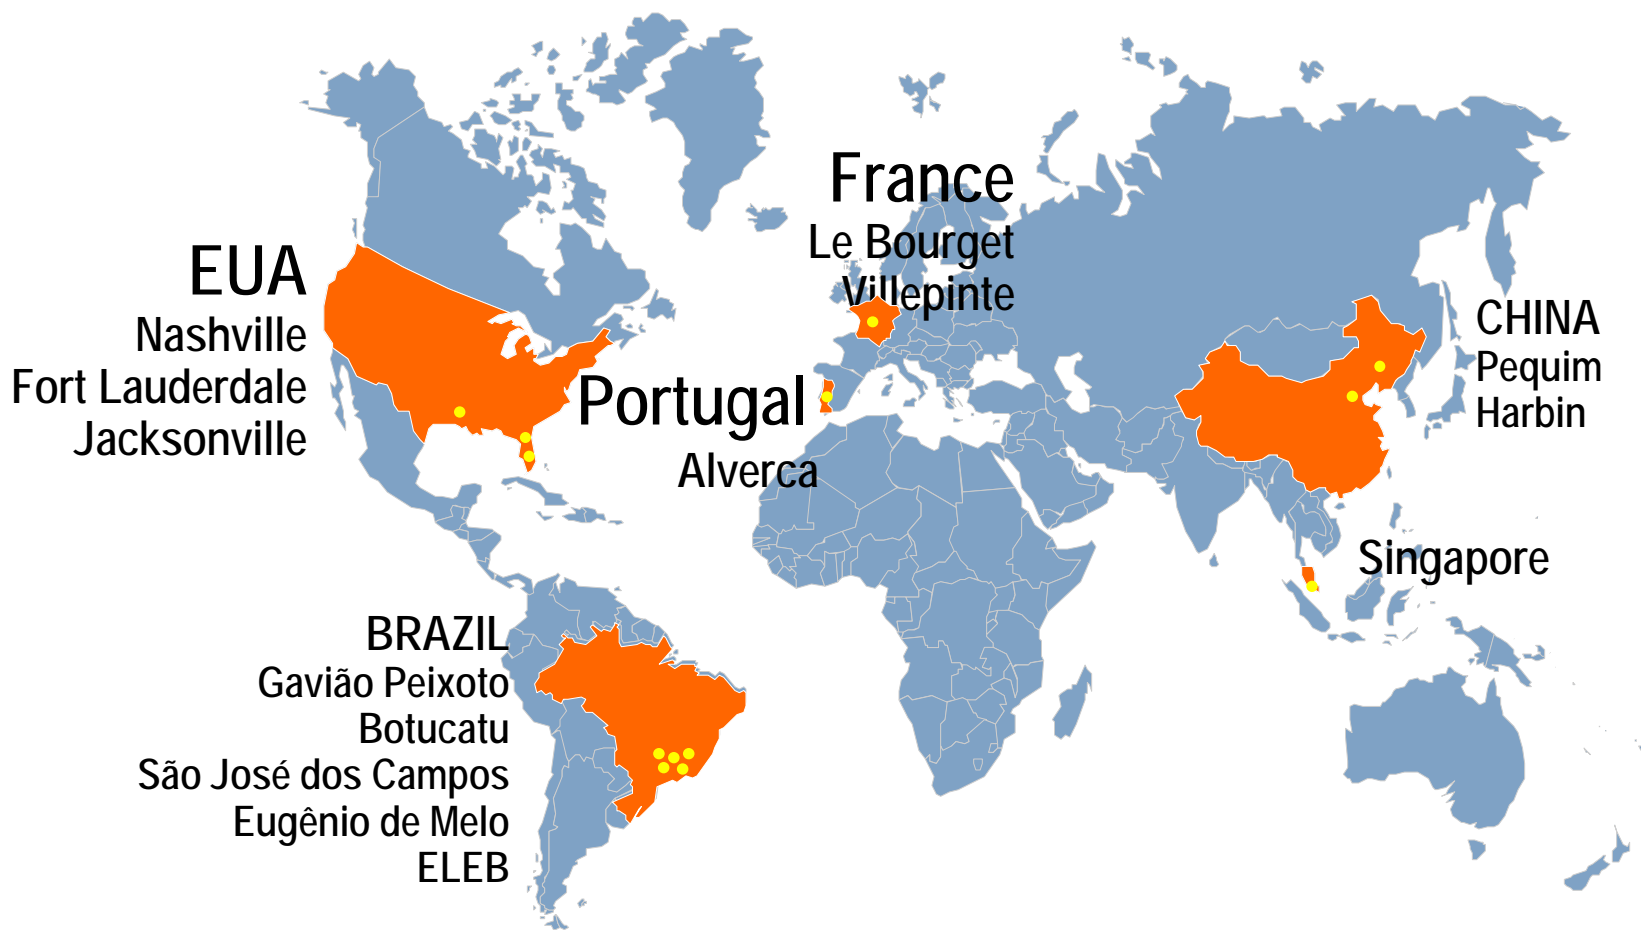 France
Le Bourget
Villepinte
EUA
Nashville
Fort Lauderdale
Jacksonville
Portugal
Alverca
CHINA
Pequim
Harbin
Singapore
BRAZIL
Gavião Peixoto
Botucatu
São José dos Campos
Eugênio de Melo
ELEB